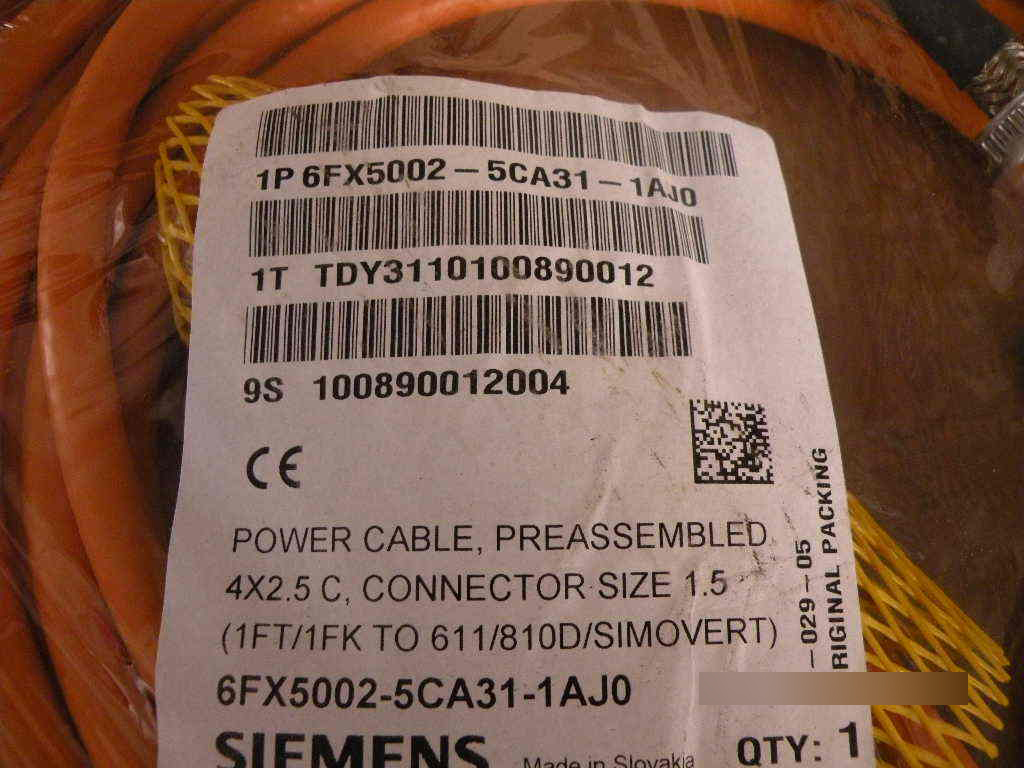 1P 6FX5002-5CA31-1AJ0
1T TDY3110100890012
9S 100890012004
CE
POWER CABLE, PREASSEMBLED
4X2.5 C, CONNECTOR SIZE 1.5
(1FT/1FK TO 611/810D/SIMOVERT)
6FX5002-5CA31-1AJ0
SIEMENS
Made in Slovakia
QTY: 1
-029-05
RIGINAL PACKING